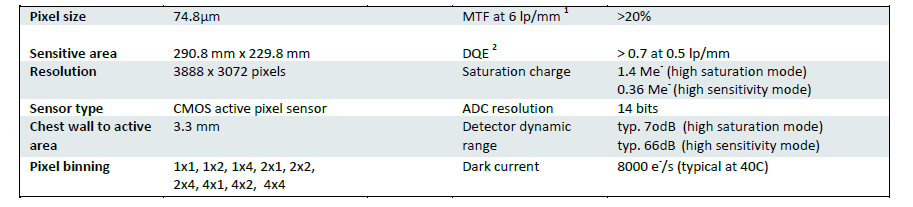 Pixel size 74.8µm MTF at 6 lp/mm 1 >20%
Sensitive area 290.8 mm x 229.8 mm DQE 2 > 0.7 at 0.5 lp/mm
Resolution 3888 x 3072 pixels Saturation charge 1.4 Me- (high saturation mode)
0.36 Me- (high sensitivity mode)
Sensor type CMOS active pixel sensor ADC resolution 14 bits
Chest wall to active 3.3 mm Detector dynamic typ. 7odB (high saturation mode)
area range typ. 66dB (high sensitivity mode)
Pixel binning 1x1, 1x2, 1x4, 2x1, 2x2, Dark current 8000 e-/s (typical at 40C)
2x4, 4x1, 4x2, 4x4